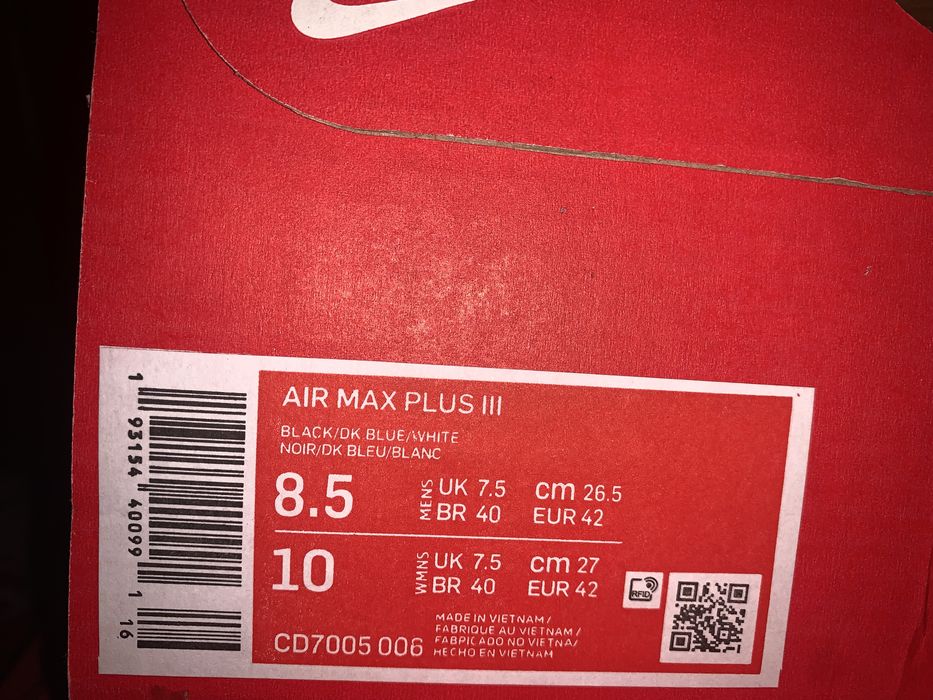 AIR MAX PLUS III
BLACK/DK BLUE/WHITE
NOIR/DK BLEU/BLANC
8.5 MENS UK 7.5 cm 26.5
BR 40 EUR 42
10 WMNS UK 7.5 cm 27
BR 40 EUR 42
RFID
CD7005 006
MADE IN VIETNAM/
FABRIQUE AU VIETNAM/
FABRICADO NO VIETNA/
HECHO EN VIETNAM
1 93154 40099 1
16